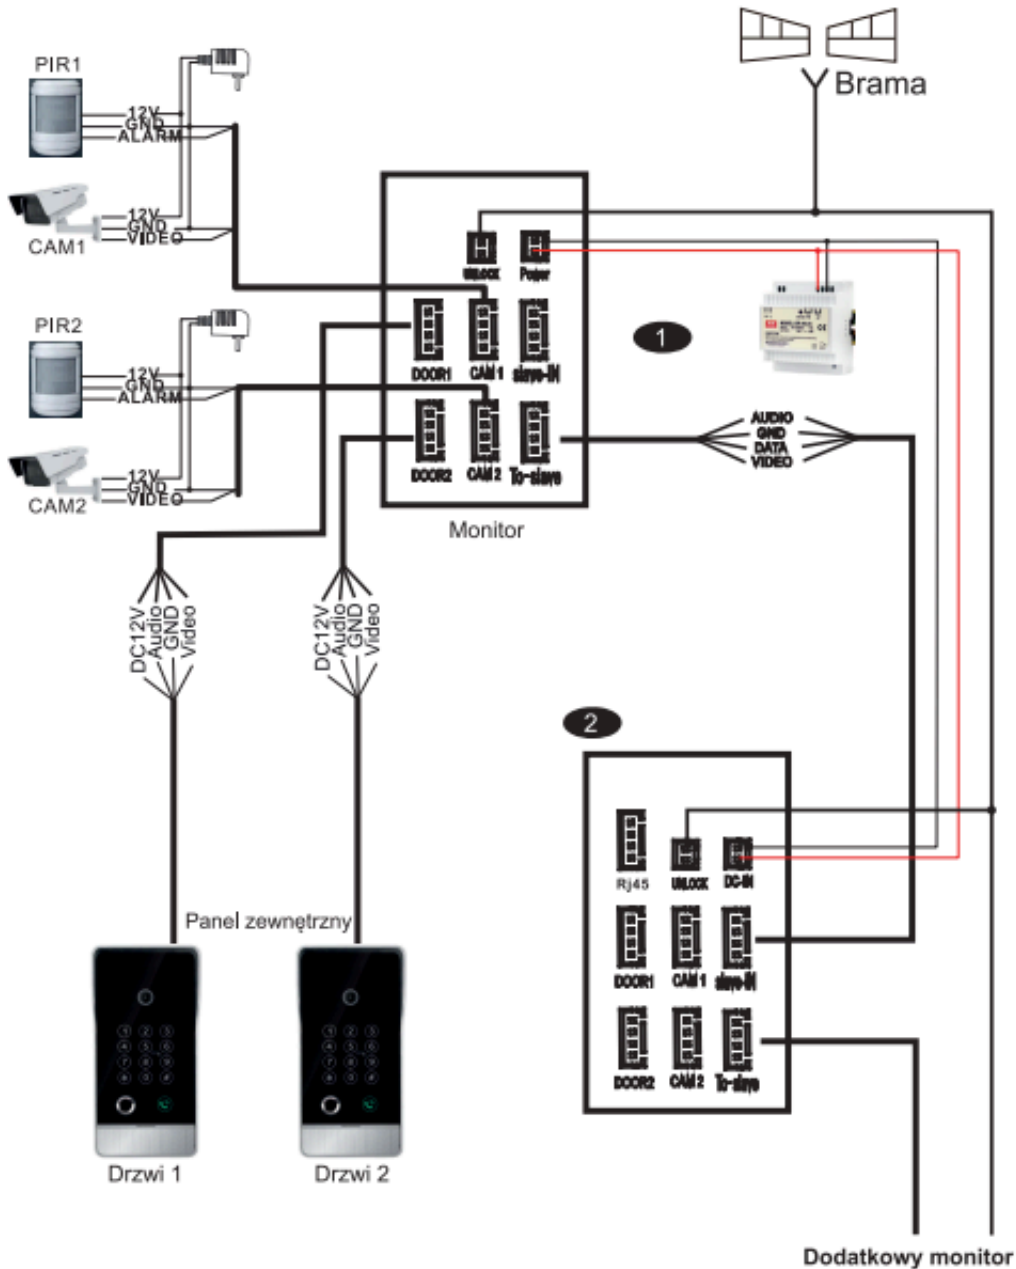 PIR1
12V
GND
ALARM
CAM1
12V
GND
VIDEO
Brama
UNLOCK
Power
DOOR1
CAM 1
slave-IN
DOOR2
CAM 2
To-slave
Monitor
1
PIR2
12V
GND
ALARM
CAM2
12V
GND
VIDEO
AUDIO
GND
DATA
VIDEO
DC12V
Audio
GND
Video
DC12V
Audio
GND
Video
2
Rj45
UNLOCK
DC-IN
DOOR1
CAM 1
slave-IN
DOOR2
CAM 2
To-slave
Panel zewnętrzny
Drzwi 1
Drzwi 2
Dodatkowy monitor